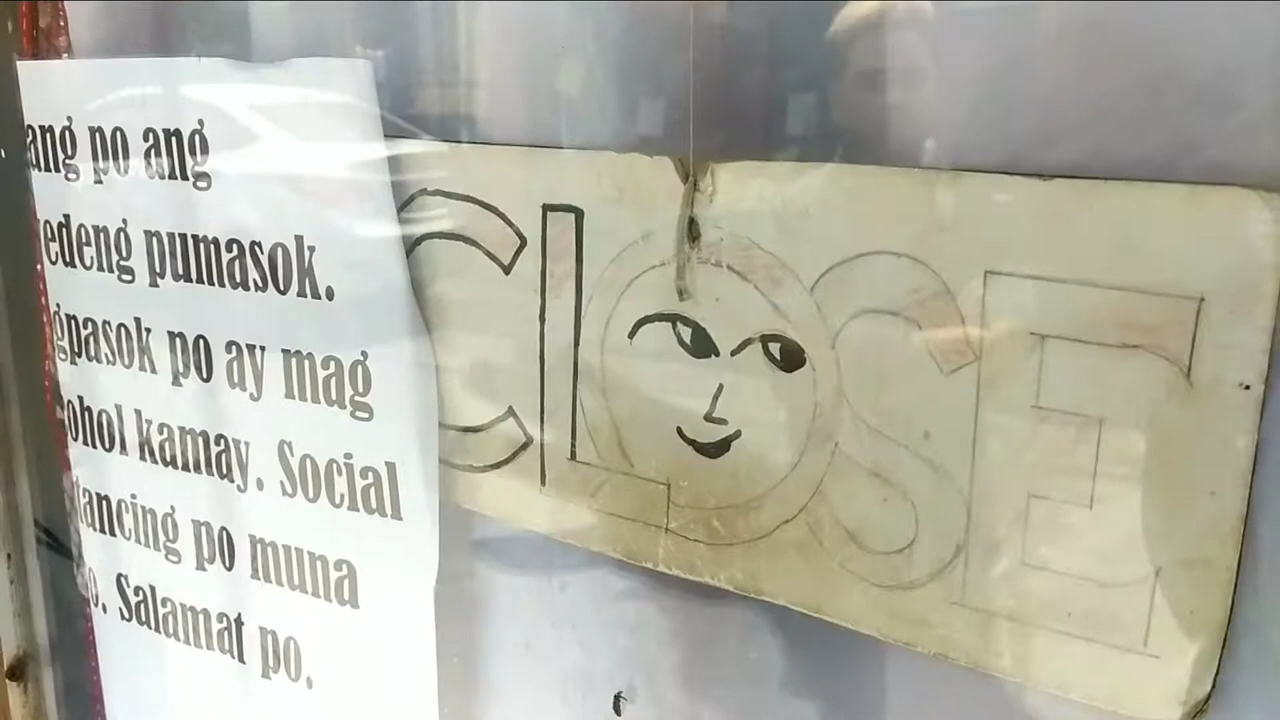 ang po ang
edeng pumasok.
gpasok po ay mag
ohol kamay. Social
tancing po muna
o. Salamat po.
CLOSE